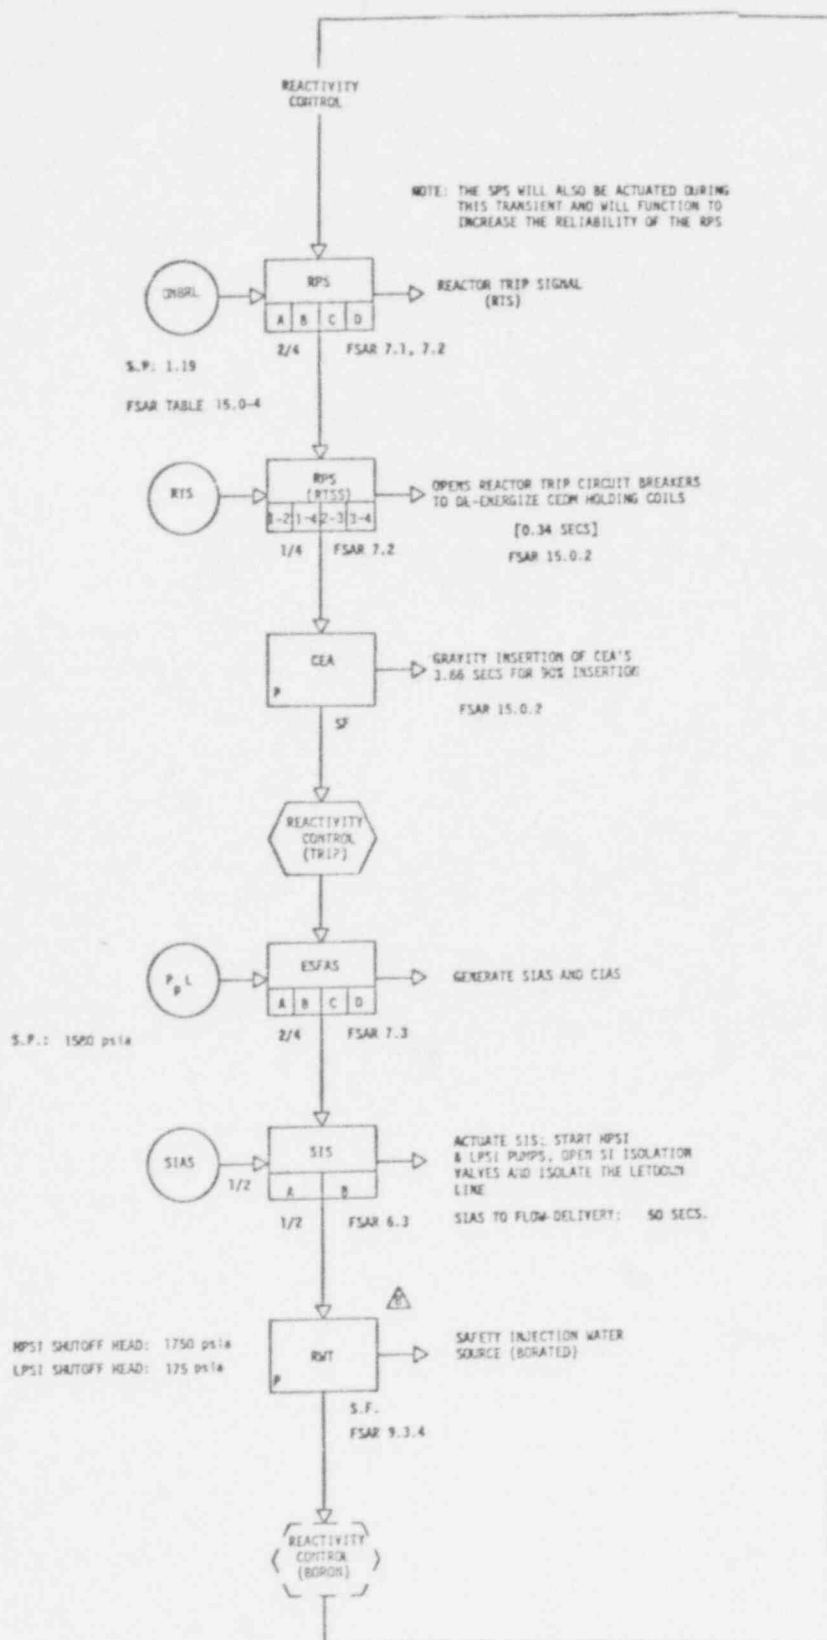 REACTIVITY
CONTROL
NOTE: THE SPS WILL ALSO BE ACTUATED DURING
THIS TRANSIENT AND WILL FUNCTION TO
INCREASE THE RELIABILITY OF THE RPS
DNBRL
RPS
A B C D
REACTOR TRIP SIGNAL
(RTS)
2/4
FSAR 7.1, 7.2
S.P: 1.19
FSAR TABLE 15.0-4
RTS
RPS
(RTSS)
1-2 1-4 2-3 3-4
OPENS REACTOR TRIP CIRCUIT BREAKERS
TO DE-ENERGIZE CEDM HOLDING COILS
[0.34 SECS]
1/4
FSAR 7.2
FSAR 15.0.2
CEA
P
GRAVITY INSERTION OF CEA'S
3.66 SECS FOR 90% INSERTION
FSAR 15.0.2
SF
REACTIVITY
CONTROL
(TRIP)
PpL
ESFAS
A B C D
GENERATE SIAS AND CIAS
S.P.: 1580 psia
2/4
FSAR 7.3
SIAS
1/2
SIS
A B
ACTUATE SIS: START HPSI
& LPSI PUMPS, OPEN SI ISOLATION
VALVES AND ISOLATE THE LETDOWN
LINE
1/2
FSAR 6.3
SIAS TO FLOW-DELIVERY: 50 SECS.
HPSI SHUTOFF HEAD: 1750 psia
LPSI SHUTOFF HEAD: 175 psia
RWT
P
SAFETY INJECTION WATER
SOURCE (BORATED)
S.F.
FSAR 9.3.4
REACTIVITY
CONTROL
(BORON)